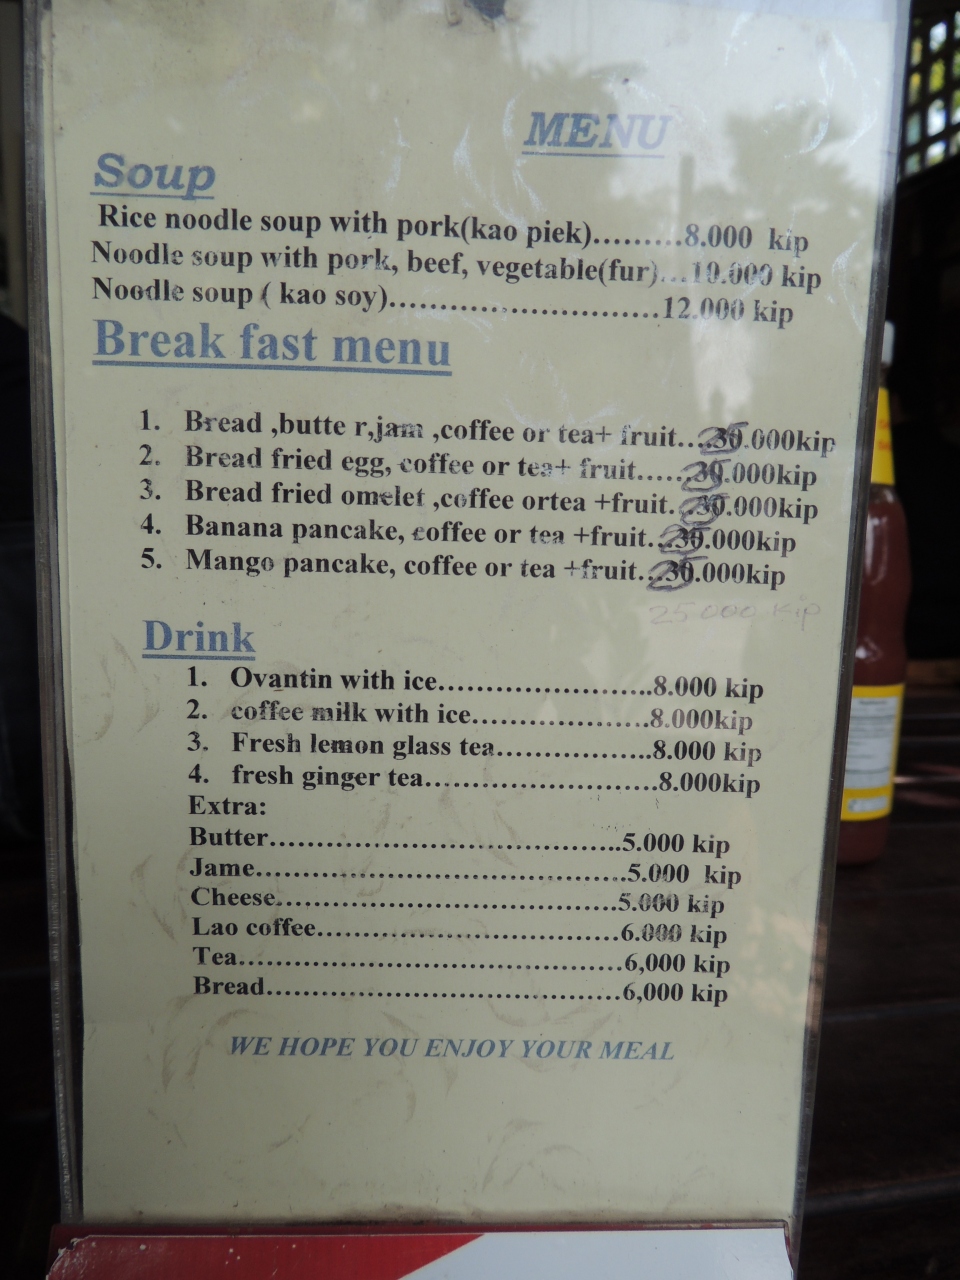 MENU
Soup
Rice noodle soup with pork(kao piek).........8.000 kip
Noodle soup with pork, beef, vegetable(fur)...10.000 kip
Noodle soup ( kao soy).............................12.000 kip
Break fast menu
1. Bread ,butte r,jam ,coffee or tea+ fruit....30.000kip
2. Bread fried egg, coffee or tea+ fruit......30.000kip
3. Bread fried omelet ,coffee ortea +fruit...30.000kip
4. Banana pancake, coffee or tea +fruit...30.000kip
5. Mango pancake, coffee or tea +fruit...30.000kip
25000 Kip
Drink
1. Ovantin with ice.......................8.000 kip
2. coffee milk with ice...................8.000kip
3. Fresh lemon glass tea.................8.000 kip
4. fresh ginger tea.........................8.000kip
Extra:
Butter......................................5.000 kip
Jame........................................5.000 kip
Cheese.....................................5.000 kip
Lao coffee.................................6.000 kip
Tea.........................................6,000 kip
Bread......................................6,000 kip
WE HOPE YOU ENJOY YOUR MEAL